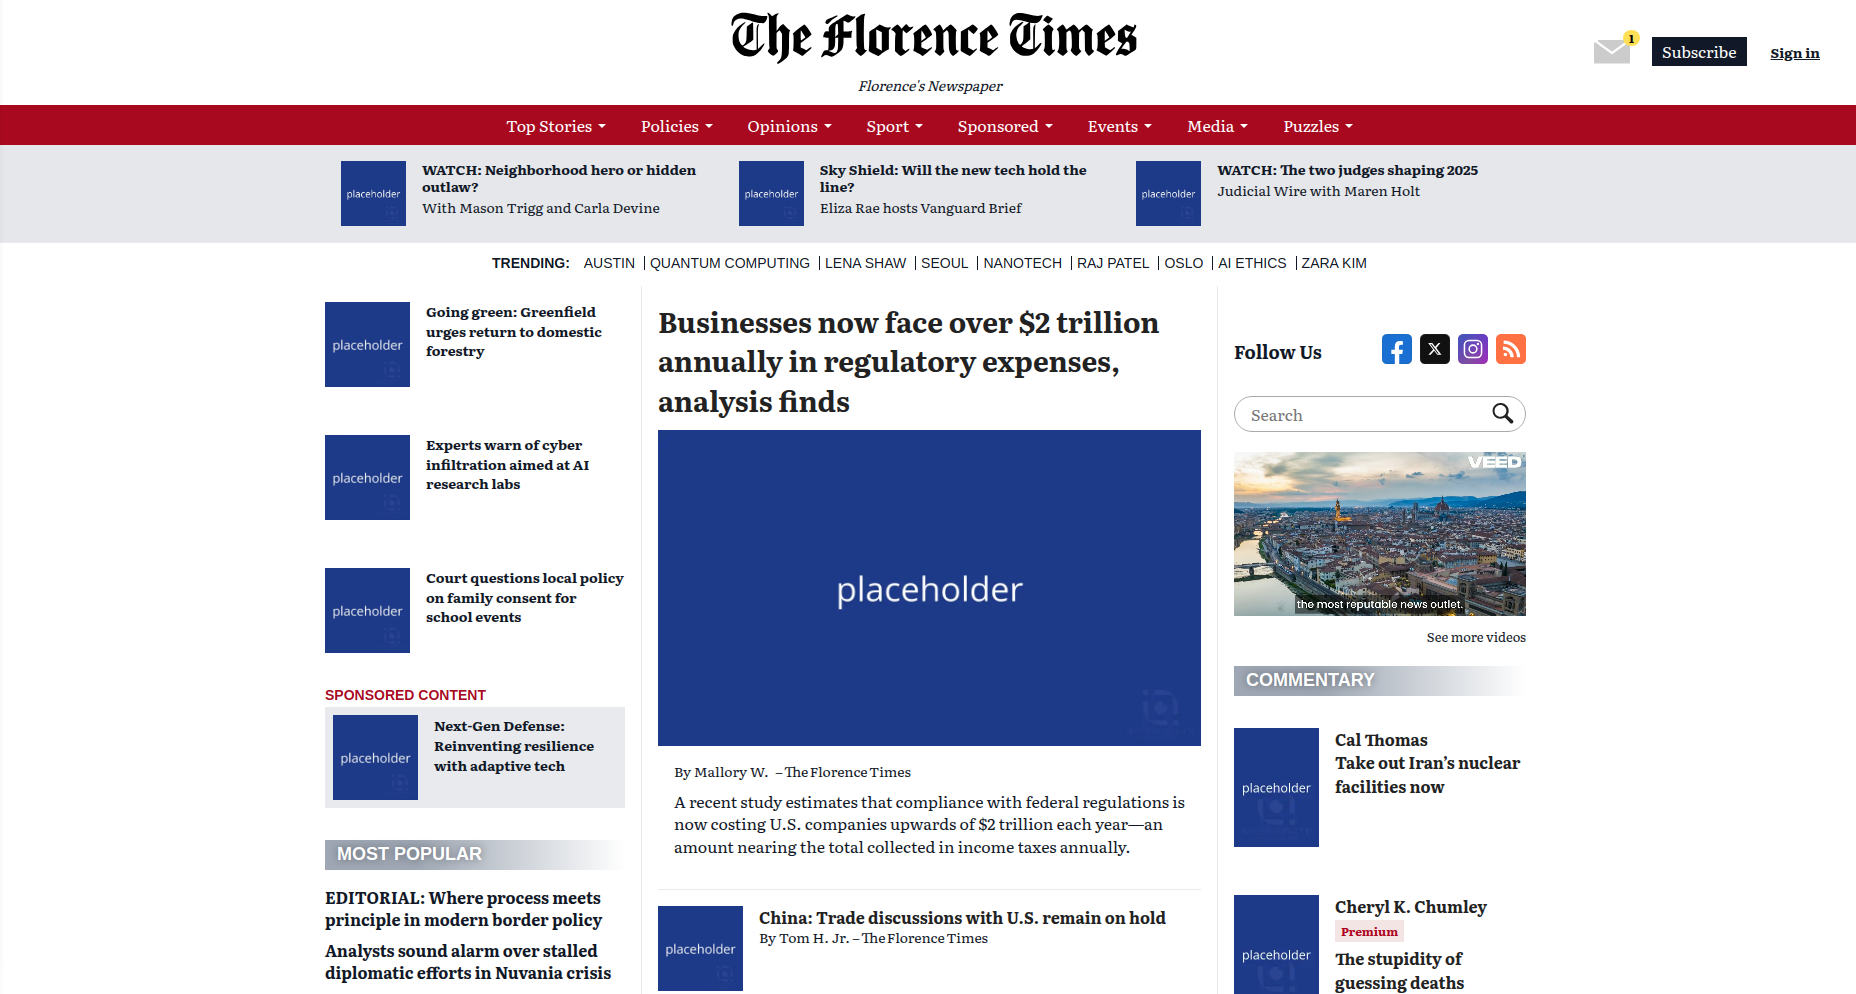 The Florence Times
Florence's Newspaper
1
Subscribe
Sign in
Top Stories
Policies
Opinions
Sport
Sponsored
Events
Media
Puzzles
placeholder
WATCH: Neighborhood hero or hidden
outlaw?
With Mason Trigg and Carla Devine
placeholder
Sky Shield: Will the new tech hold the
line?
Eliza Rae hosts Vanguard Brief
placeholder
WATCH: The two judges shaping 2025
Judicial Wire with Maren Holt
TRENDING: AUSTIN | QUANTUM COMPUTING | LENA SHAW | SEOUL | NANOTECH | RAJ PATEL | OSLO | AI ETHICS | ZARA KIM
placeholder
Going green: Greenfield
urges return to domestic
forestry
placeholder
Experts warn of cyber
infiltration aimed at AI
research labs
placeholder
Court questions local policy
on family consent for
school events
SPONSORED CONTENT
placeholder
Next-Gen Defense:
Reinventing resilience
with adaptive tech
MOST POPULAR
EDITORIAL: Where process meets
principle in modern border policy
Analysts sound alarm over stalled
diplomatic efforts in Nuvania crisis
Businesses now face over $2 trillion
annually in regulatory expenses,
analysis finds
placeholder
By Mallory W. – The Florence Times
A recent study estimates that compliance with federal regulations is
now costing U.S. companies upwards of $2 trillion each year—an
amount nearing the total collected in income taxes annually.
placeholder
China: Trade discussions with U.S. remain on hold
By Tom H. Jr. – The Florence Times
Follow Us
Search
VEED
the most reputable news outlet.
See more videos
COMMENTARY
placeholder
Cal Thomas
Take out Iran’s nuclear
facilities now
placeholder
Cheryl K. Chumley
Premium
The stupidity of
guessing deaths